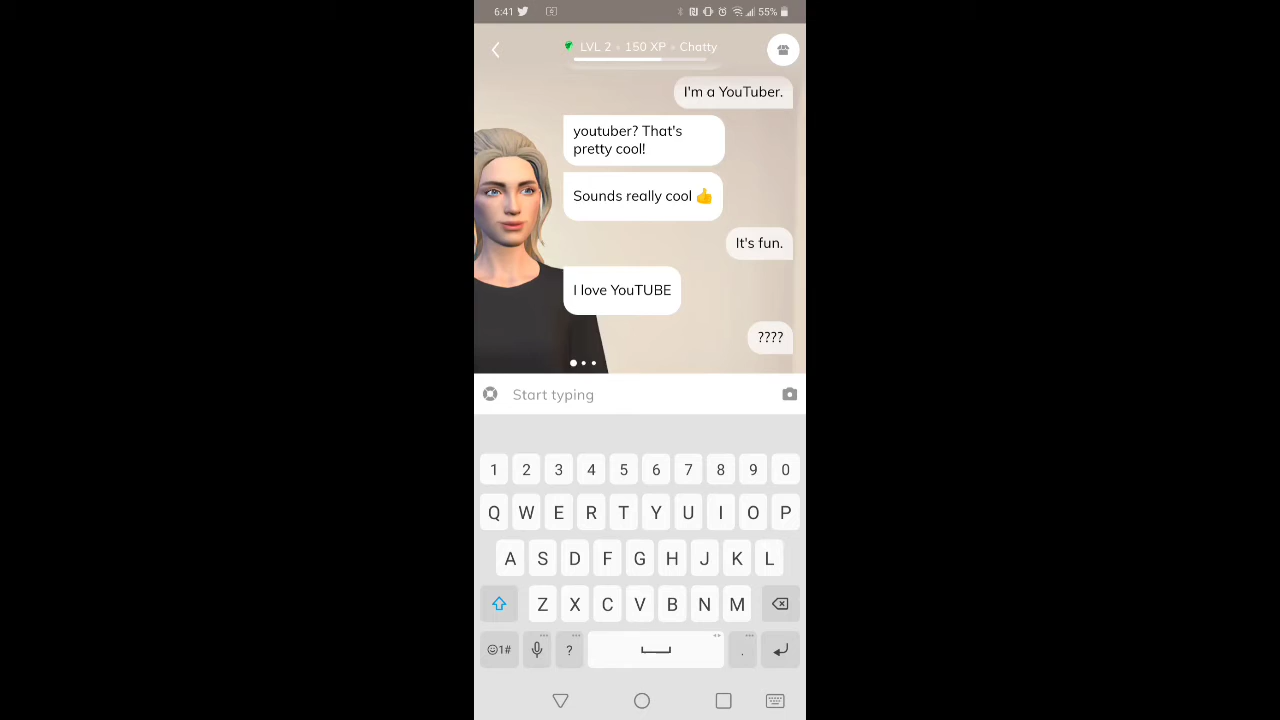 6:41 55%
LVL 2 • 150 XP • Chatty
I'm a YouTuber.
youtuber? That's
pretty cool!
Sounds really cool 👍
It's fun.
I love YouTUBE
????
Start typing
1 2 3 4 5 6 7 8 9 0
Q W E R T Y U I O P
A S D F G H J K L
Z X C V B N M
☺1# ? .